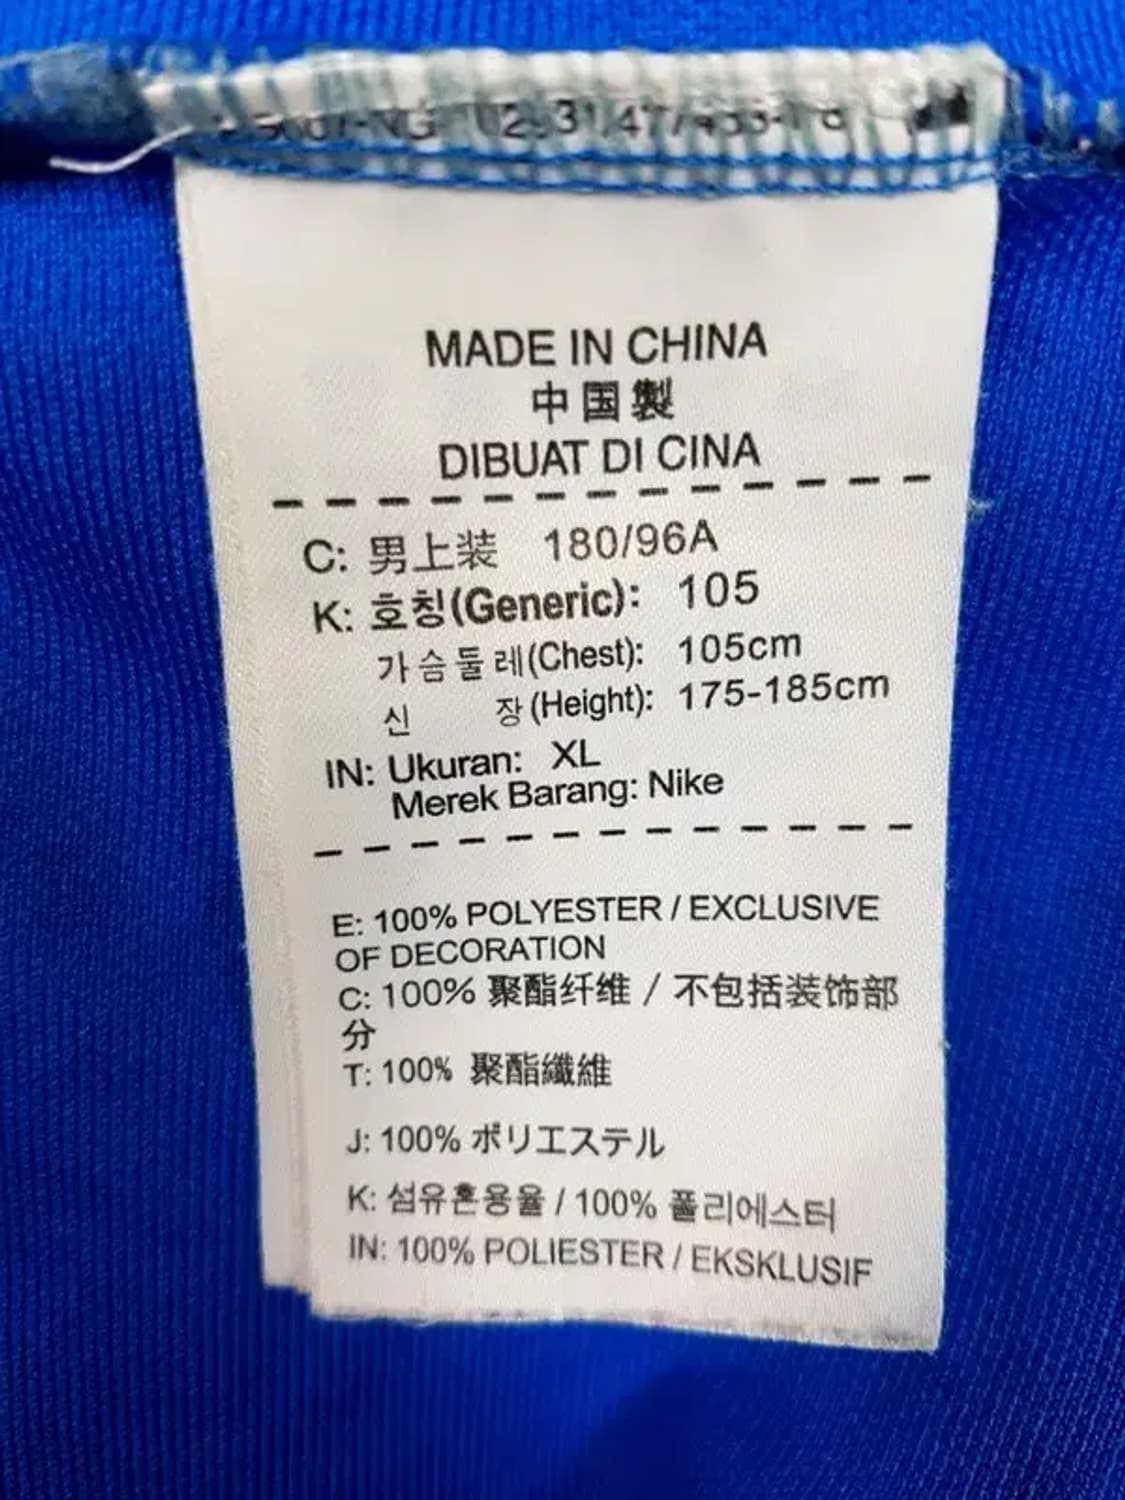 MADE IN CHINA
中国製
DIBUAT DI CINA
C: 男上装 180/96A
K: 호칭(Generic): 105
가슴둘레(Chest): 105cm
신 장(Height): 175-185cm
IN: Ukuran: XL
Merek Barang: Nike
E: 100% POLYESTER / EXCLUSIVE
OF DECORATION
C: 100% 聚酯纤维 / 不包括装饰部
分
T: 100% 聚酯纖維
J: 100% ポリエステル
K: 섬유혼용율 / 100% 폴리에스터
IN: 100% POLIESTER / EKSKLUSIF